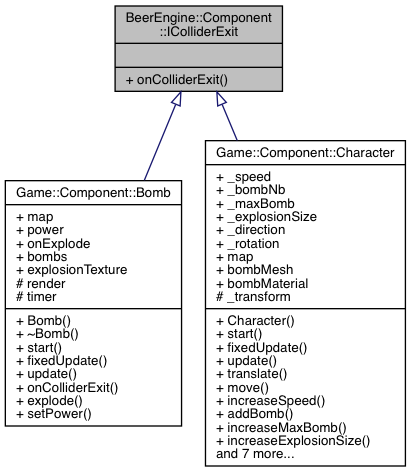 BeerEngine::Component
::IColliderExit
+ onColliderExit()
Game::Component::Bomb
+ map
+ power
+ onExplode
+ bombs
+ explosionTexture
# render
# timer
+ Bomb()
+ ~Bomb()
+ start()
+ fixedUpdate()
+ update()
+ onColliderExit()
+ explode()
+ setPower()
Game::Component::Character
+ _speed
+ _bombNb
+ _maxBomb
+ _explosionSize
+ _direction
+ _rotation
+ map
+ bombMesh
+ bombMaterial
# _transform
+ Character()
+ start()
+ fixedUpdate()
+ update()
+ translate()
+ move()
+ increaseSpeed()
+ addBomb()
+ increaseMaxBomb()
+ increaseExplosionSize()
and 7 more...